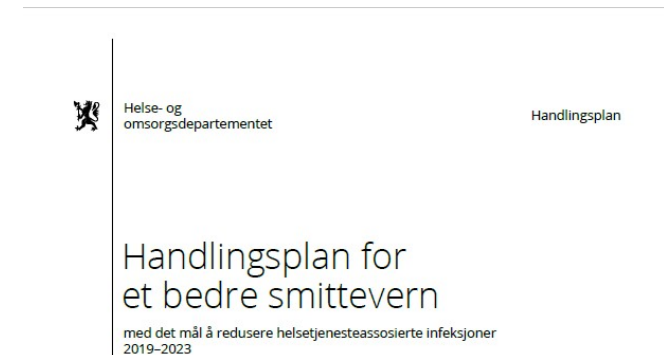 Helse- og
omsorgsdepartementet
Handlingsplan
Handlingsplan for
et bedre smittevern
med det mål å redusere helsetjenesteassosierte infeksjoner
2019–2023